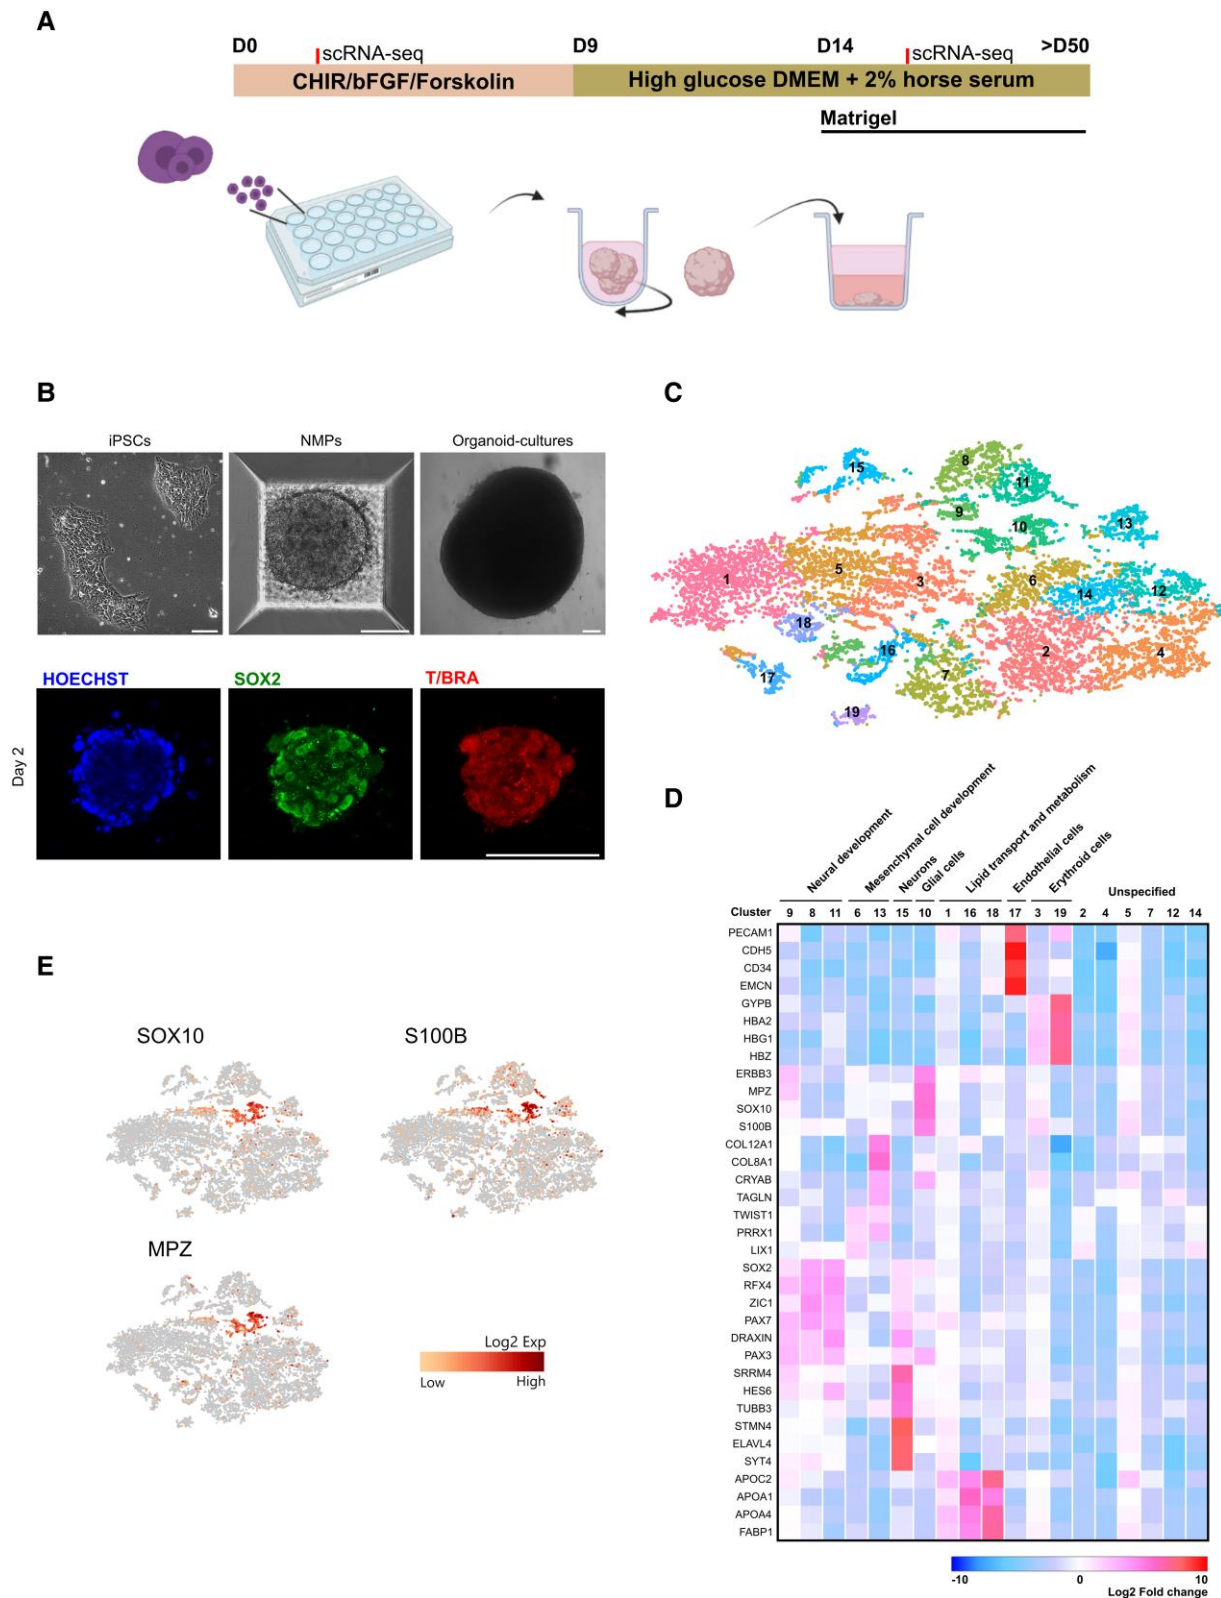 A
D0 D9 D14 >D50
scRNA-seq scRNA-seq
CHIR/bFGF/Forskolin High glucose DMEM + 2% horse serum
Matrigel
B
iPSCs NMPs Organoid-cultures
HOECHST SOX2 T/BRA
Day 2
C
15 8 11 9 10 13 1 5 3 6 14 12 18 16 2 4 17 7 19
D
Neural development
Mesenchymal cell development
Neurons
Glial cells
Lipid transport and metabolism
Endothelial cells
Erythroid cells
Unspecified
Cluster 9 8 11 6 13 15 10 1 16 18 17 3 19 2 4 5 7 12 14
PECAM1
CDH5
CD34
EMCN
GYPB
HBA2
HBG1
HBZ
ERBB3
MPZ
SOX10
S100B
COL12A1
COL8A1
CRYAB
TAGLN
TWIST1
PRRX1
LIX1
SOX2
RFX4
ZIC1
PAX7
DRAXIN
PAX3
SRRM4
HES6
TUBB3
STMN4
ELAVL4
SYT4
APOC2
APOA1
APOA4
FABP1
-10 0 10
Log2 Fold change
E
SOX10 S100B
MPZ
Log2 Exp
Low High